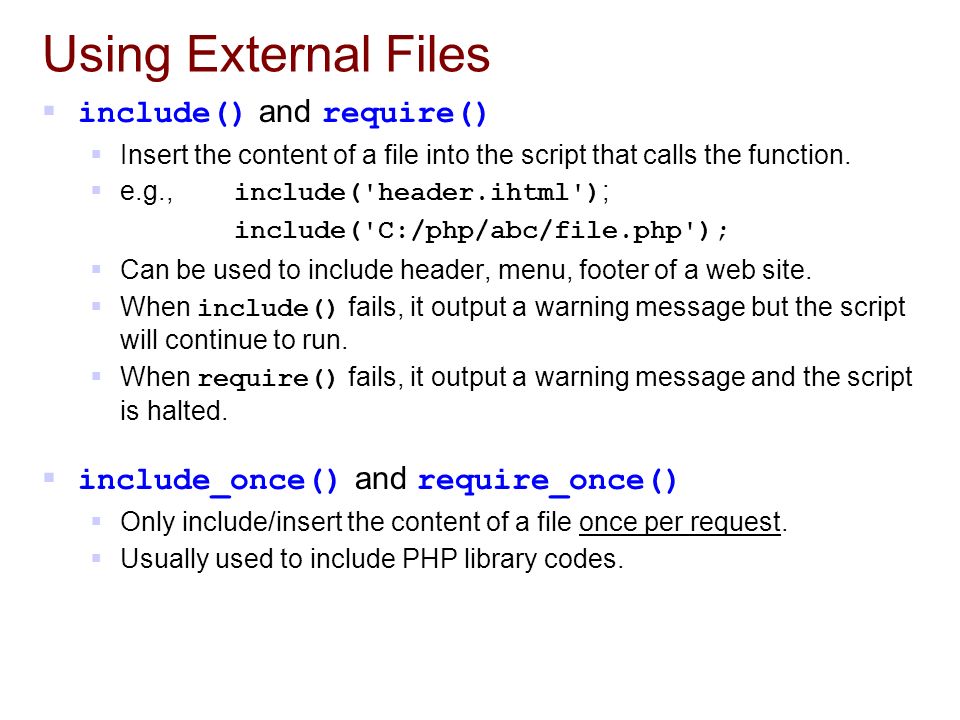 Using External Files
include() and require()
Insert the content of a file into the script that calls the function.
e.g., include('header.ihtml');
include('C:/php/abc/file.php');
Can be used to include header, menu, footer of a web site.
When include() fails, it output a warning message but the script
will continue to run.
When require() fails, it output a warning message and the script
is halted.
include_once() and require_once()
Only include/insert the content of a file once per request.
Usually used to include PHP library codes.